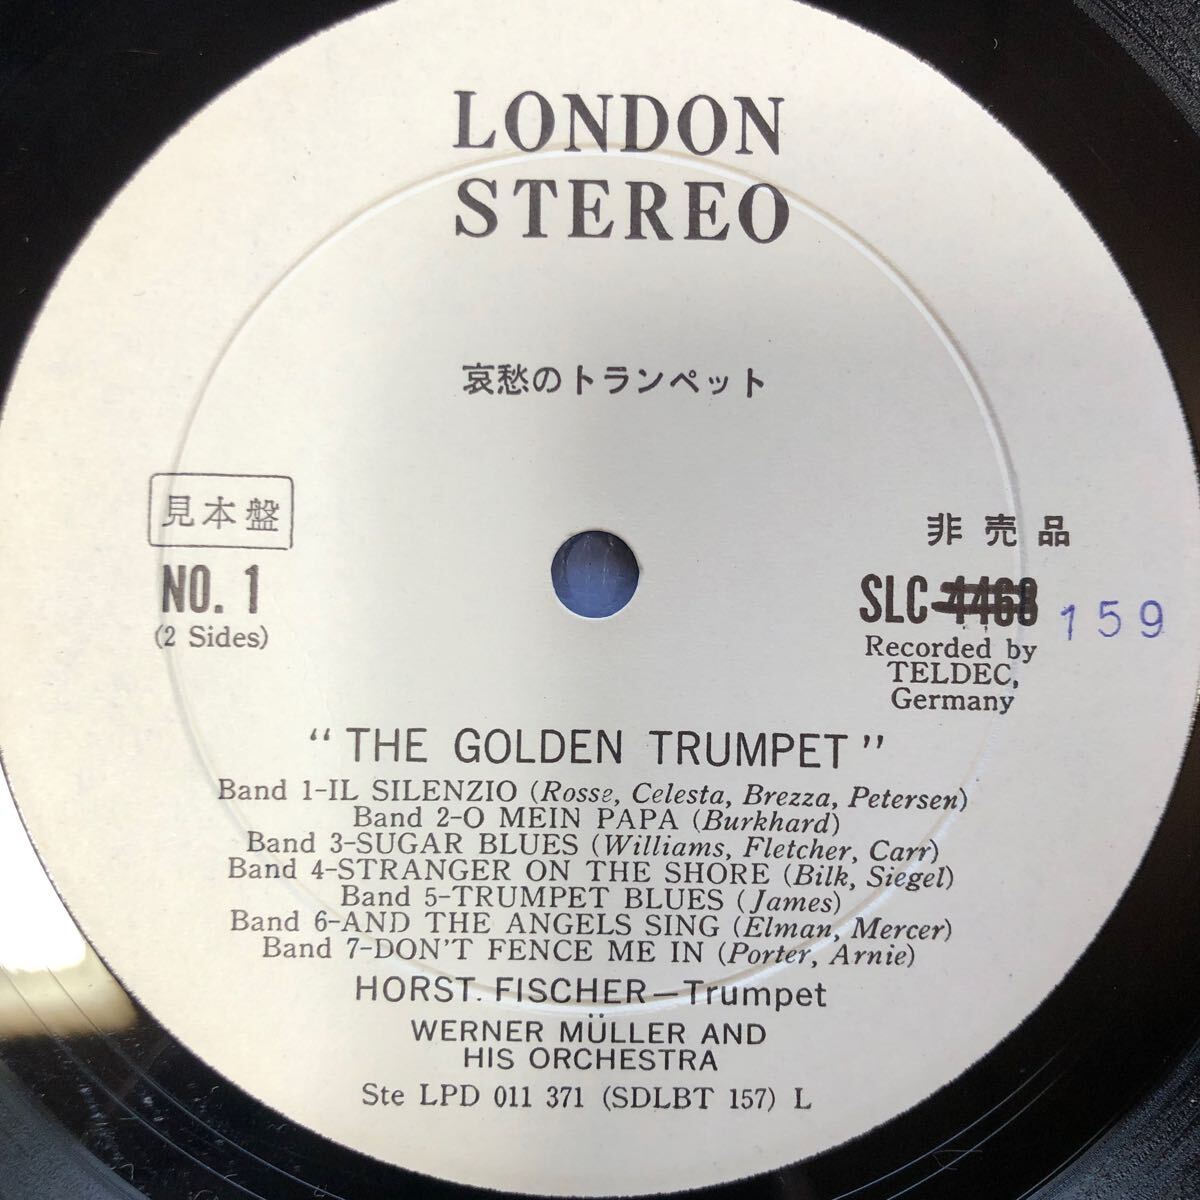 LONDON
STEREO
哀愁のトランペット
見本盤
NO. 1
(2 Sides)
非売品
SLC-4468 159
Recorded by
TELDEC,
Germany
"THE GOLDEN TRUMPET"
Band 1-IL SILENZIO (Rosse, Celesta, Brezza, Petersen)
Band 2-O MEIN PAPA (Burkhard)
Band 3-SUGAR BLUES (Williams, Fletcher, Carr)
Band 4-STRANGER ON THE SHORE (Bilk, Siegel)
Band 5-TRUMPET BLUES (James)
Band 6-AND THE ANGELS SING (Elman, Mercer)
Band 7-DON'T FENCE ME IN (Porter, Arnie)
HORST. FISCHER—Trumpet
WERNER MÜLLER AND
HIS ORCHESTRA
Ste LPD 011 371 (SDLBT 157) L